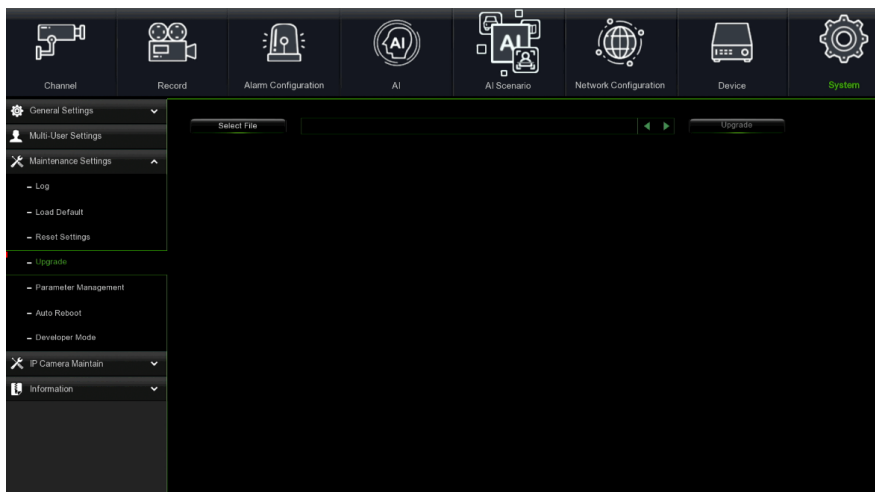 Channel
Record
Alarm Configuration
AI
AI Scenario
Network Configuration
Device
System
General Settings
Multi-User Settings
Maintenance Settings
Log
Load Default
Reset Settings
Upgrade
Parameter Management
Auto Reboot
Developer Mode
IP Camera Maintain
Information
Select File
Upgrade
AI
AI